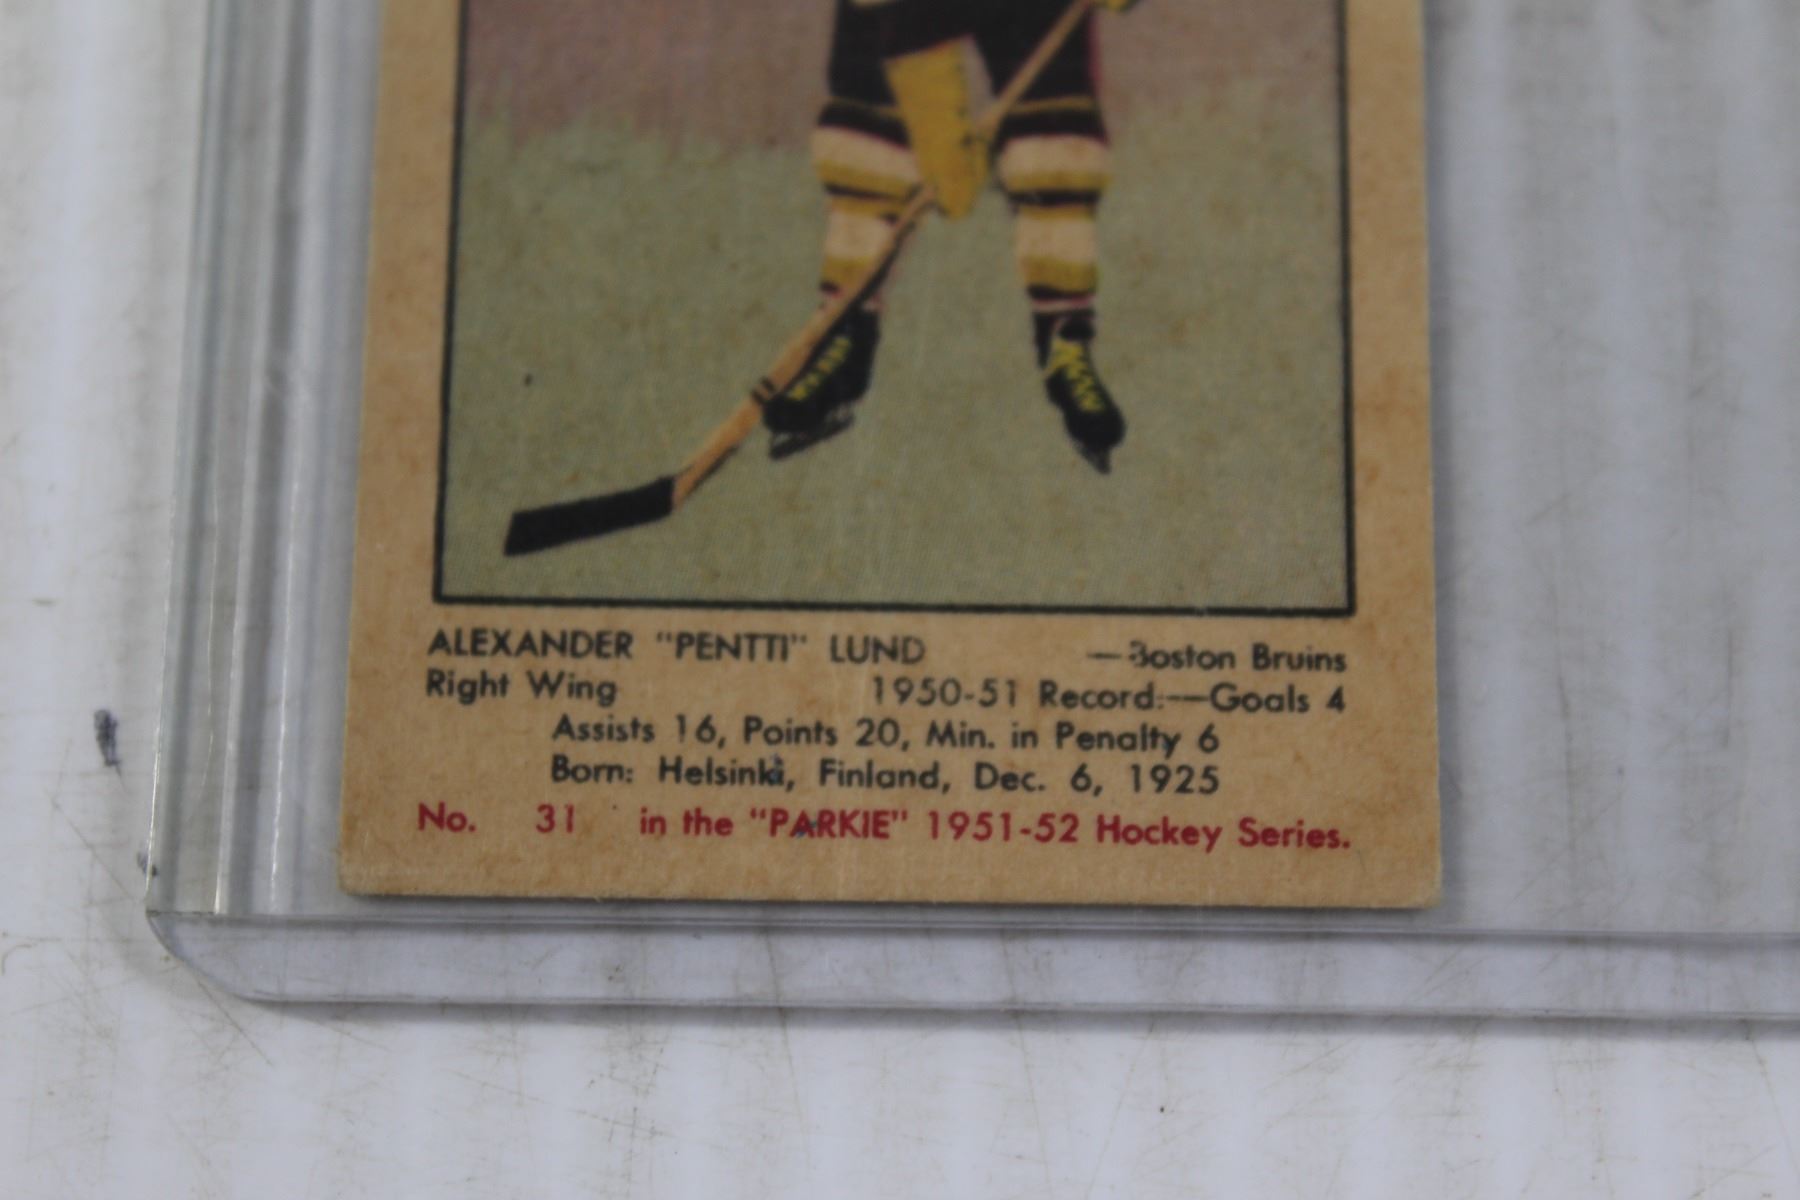 ALEXANDER "PENTTI" LUND —Boston Bruins
Right Wing 1950-51 Record:—Goals 4
Assists 16, Points 20, Min. in Penalty 6
Born: Helsinki, Finland, Dec. 6, 1925
No. 31 in the "PARKIE" 1951-52 Hockey Series.